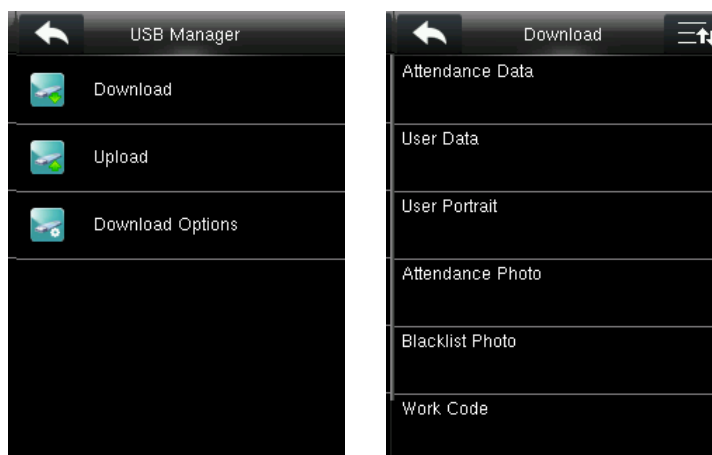 USB Manager
Download
Upload
Download Options
Download
Attendance Data
User Data
User Portrait
Attendance Photo
Blacklist Photo
Work Code